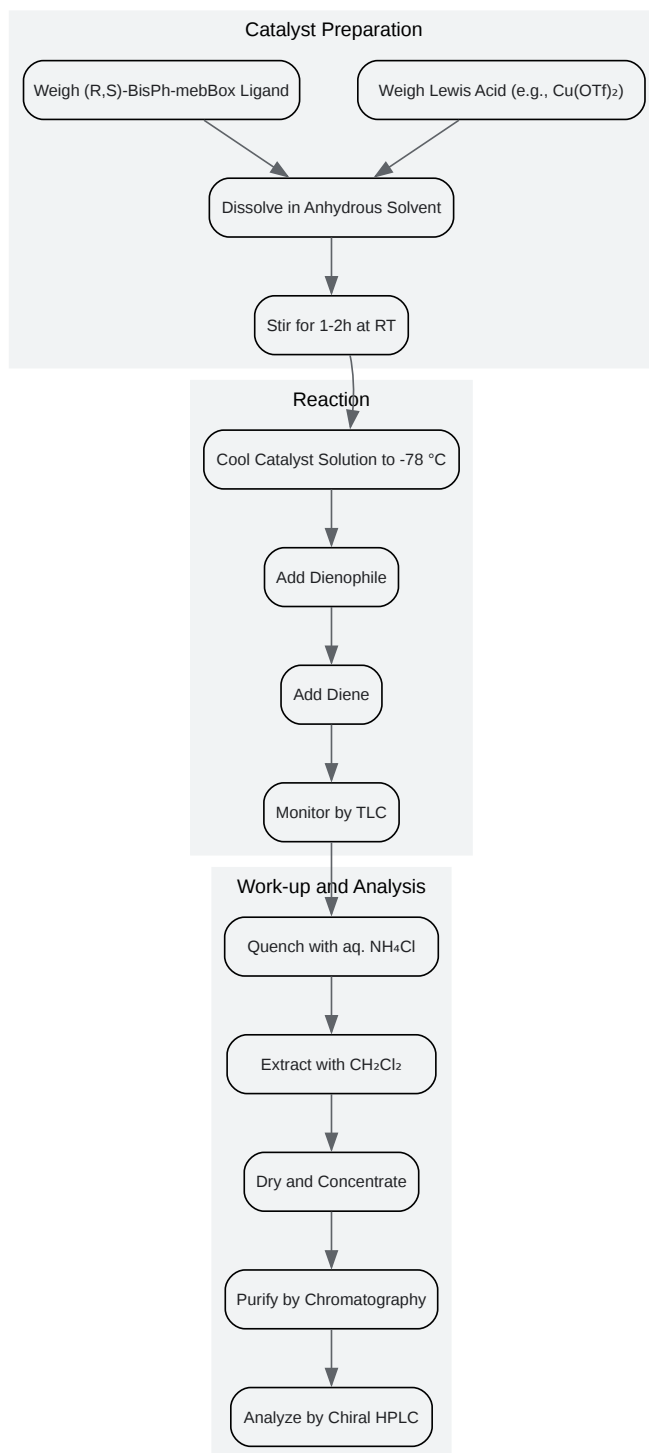 Catalyst Preparation
Weigh (R,S)-BisPh-mebBox Ligand
Weigh Lewis Acid (e.g., Cu(OTf)₂)
Dissolve in Anhydrous Solvent
Stir for 1-2h at RT
Reaction
Cool Catalyst Solution to -78 °C
Add Dienophile
Add Diene
Monitor by TLC
Work-up and Analysis
Quench with aq. NH₄Cl
Extract with CH₂Cl₂
Dry and Concentrate
Purify by Chromatography
Analyze by Chiral HPLC